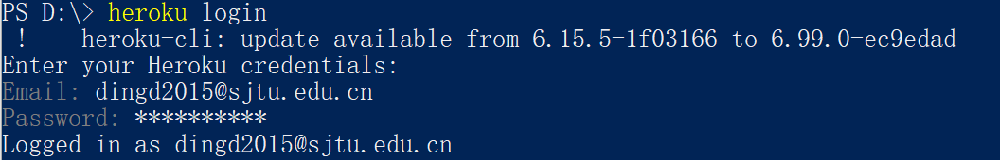 PS D:\> heroku login
 !    heroku-cli: update available from 6.15.5-1f03166 to 6.99.0-ec9edad
Enter your Heroku credentials:
Email: dingd2015@sjtu.edu.cn
Password: **********
Logged in as dingd2015@sjtu.edu.cn